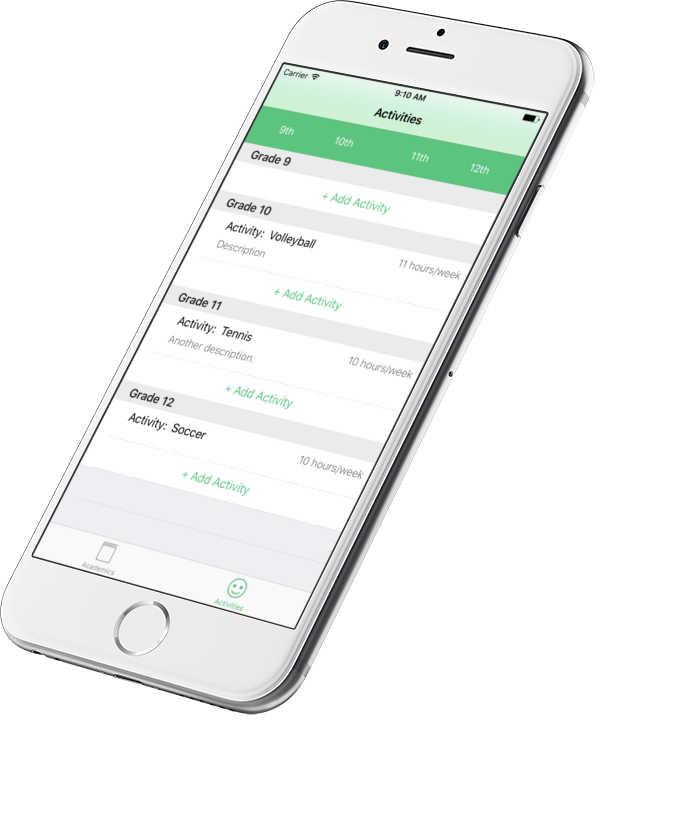 Carrier
9:10 AM
Activities
9th 10th 11th 12th
Grade 9
+ Add Activity
Grade 10
Activity: Volleyball
11 hours/week
Description
+ Add Activity
Grade 11
Activity: Tennis
10 hours/week
Another description.
+ Add Activity
Grade 12
Activity: Soccer
10 hours/week
+ Add Activity
Academics
Activities